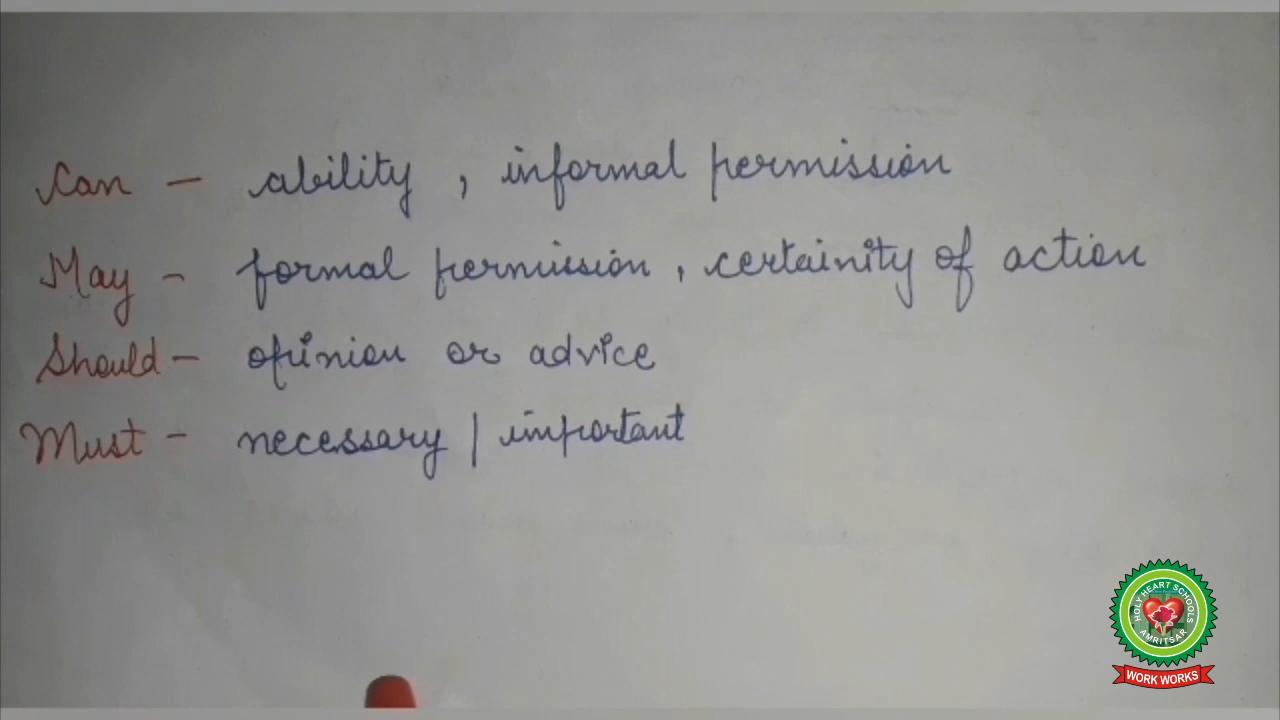 Can – ability , informal permission
May – formal permission , certainity of action
Should – opinion or advice
Must – necessary | important
HOLY HEART SCHOOLS
AMRITSAR
WORK WORKS